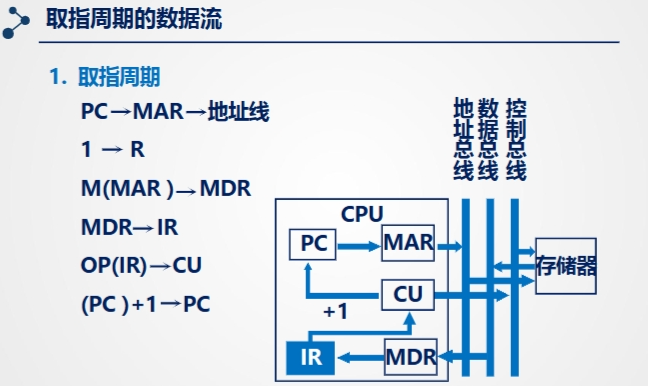 取指周期的数据流
1. 取指周期
PC→MAR→地址线
1 → R
M(MAR )→MDR
MDR→IR
OP(IR)→CU
(PC )+1→PC
地址总线
数据总线
控制总线
CPU
PC
MAR
存储器
CU
+1
IR
MDR